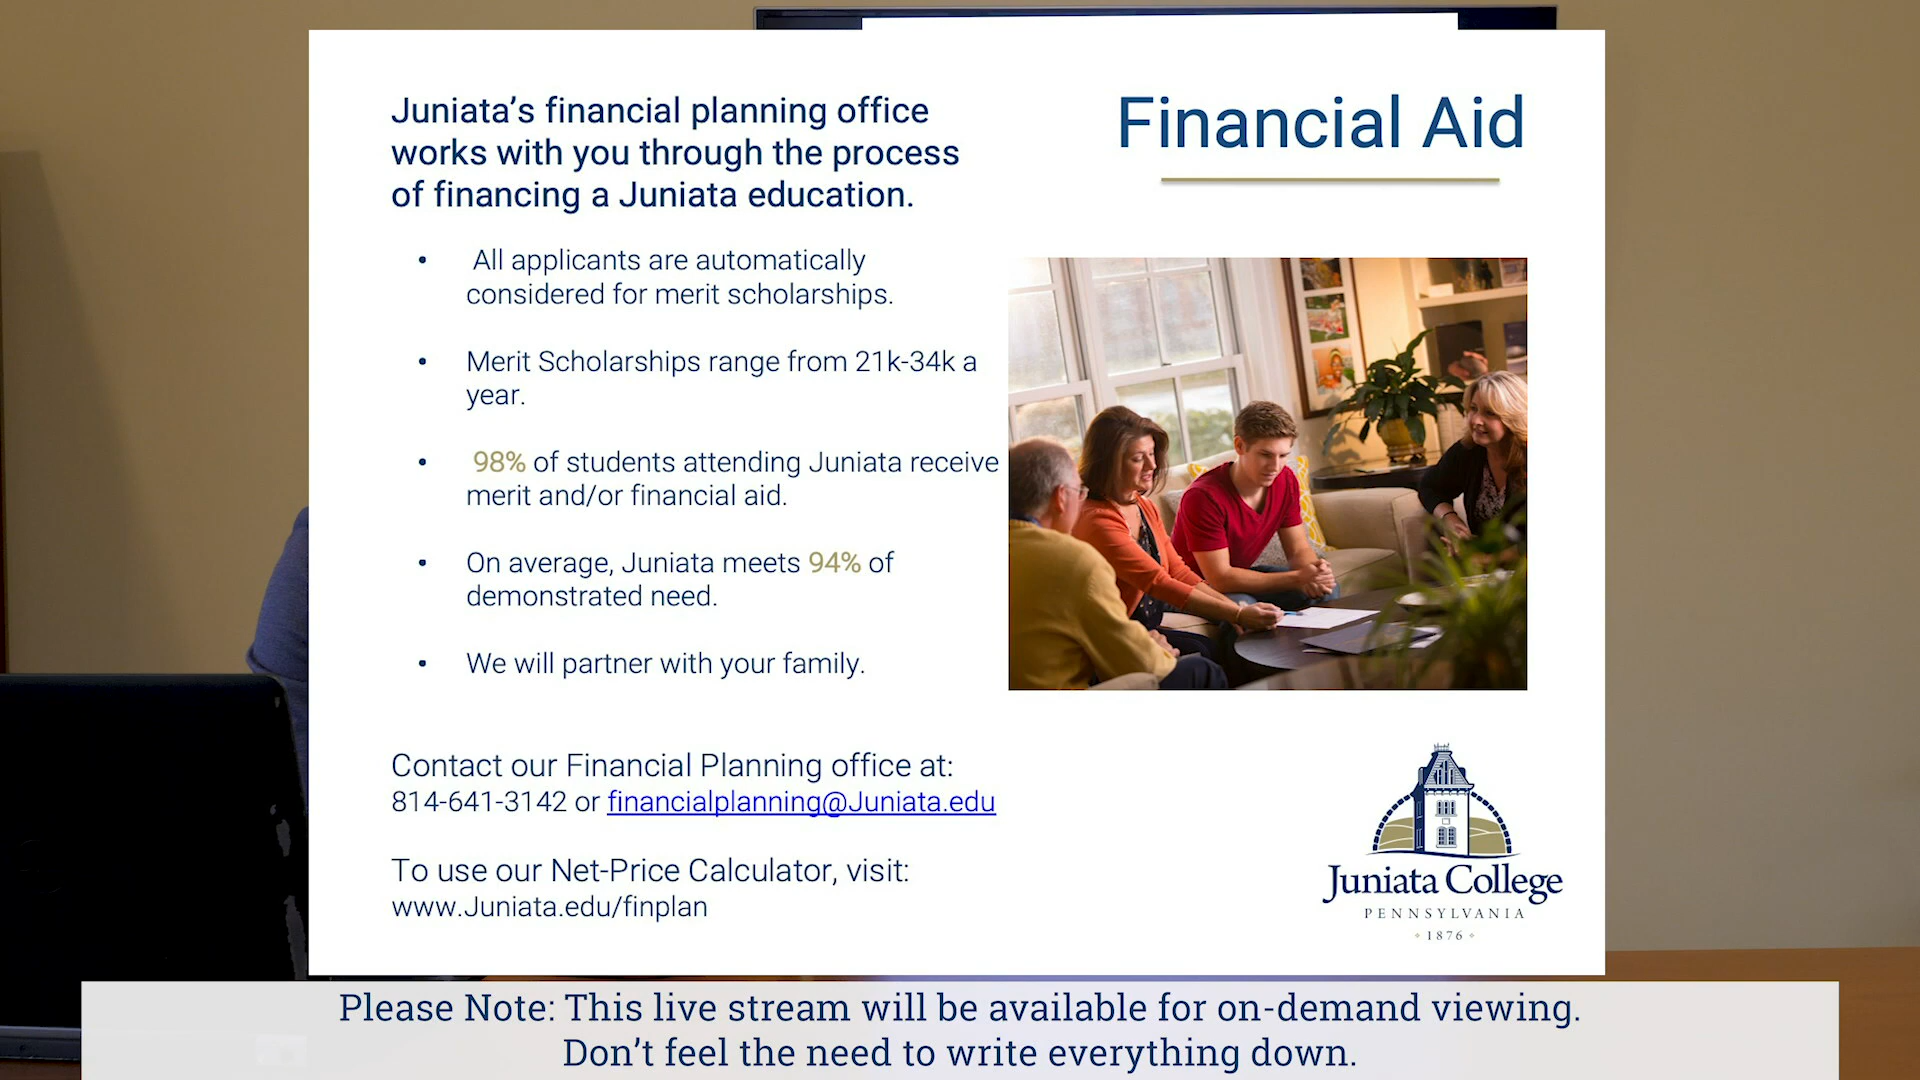 Juniata’s financial planning office
works with you through the process
of financing a Juniata education.
• All applicants are automatically
considered for merit scholarships.
• Merit Scholarships range from 21k-34k a
year.
• 98% of students attending Juniata receive
merit and/or financial aid.
• On average, Juniata meets 94% of
demonstrated need.
• We will partner with your family.
Contact our Financial Planning office at:
814-641-3142 or financialplanning@Juniata.edu
To use our Net-Price Calculator, visit:
www.Juniata.edu/finplan
Financial Aid
Juniata College
PENNSYLVANIA
1876
Please Note: This live stream will be available for on-demand viewing.
Don’t feel the need to write everything down.